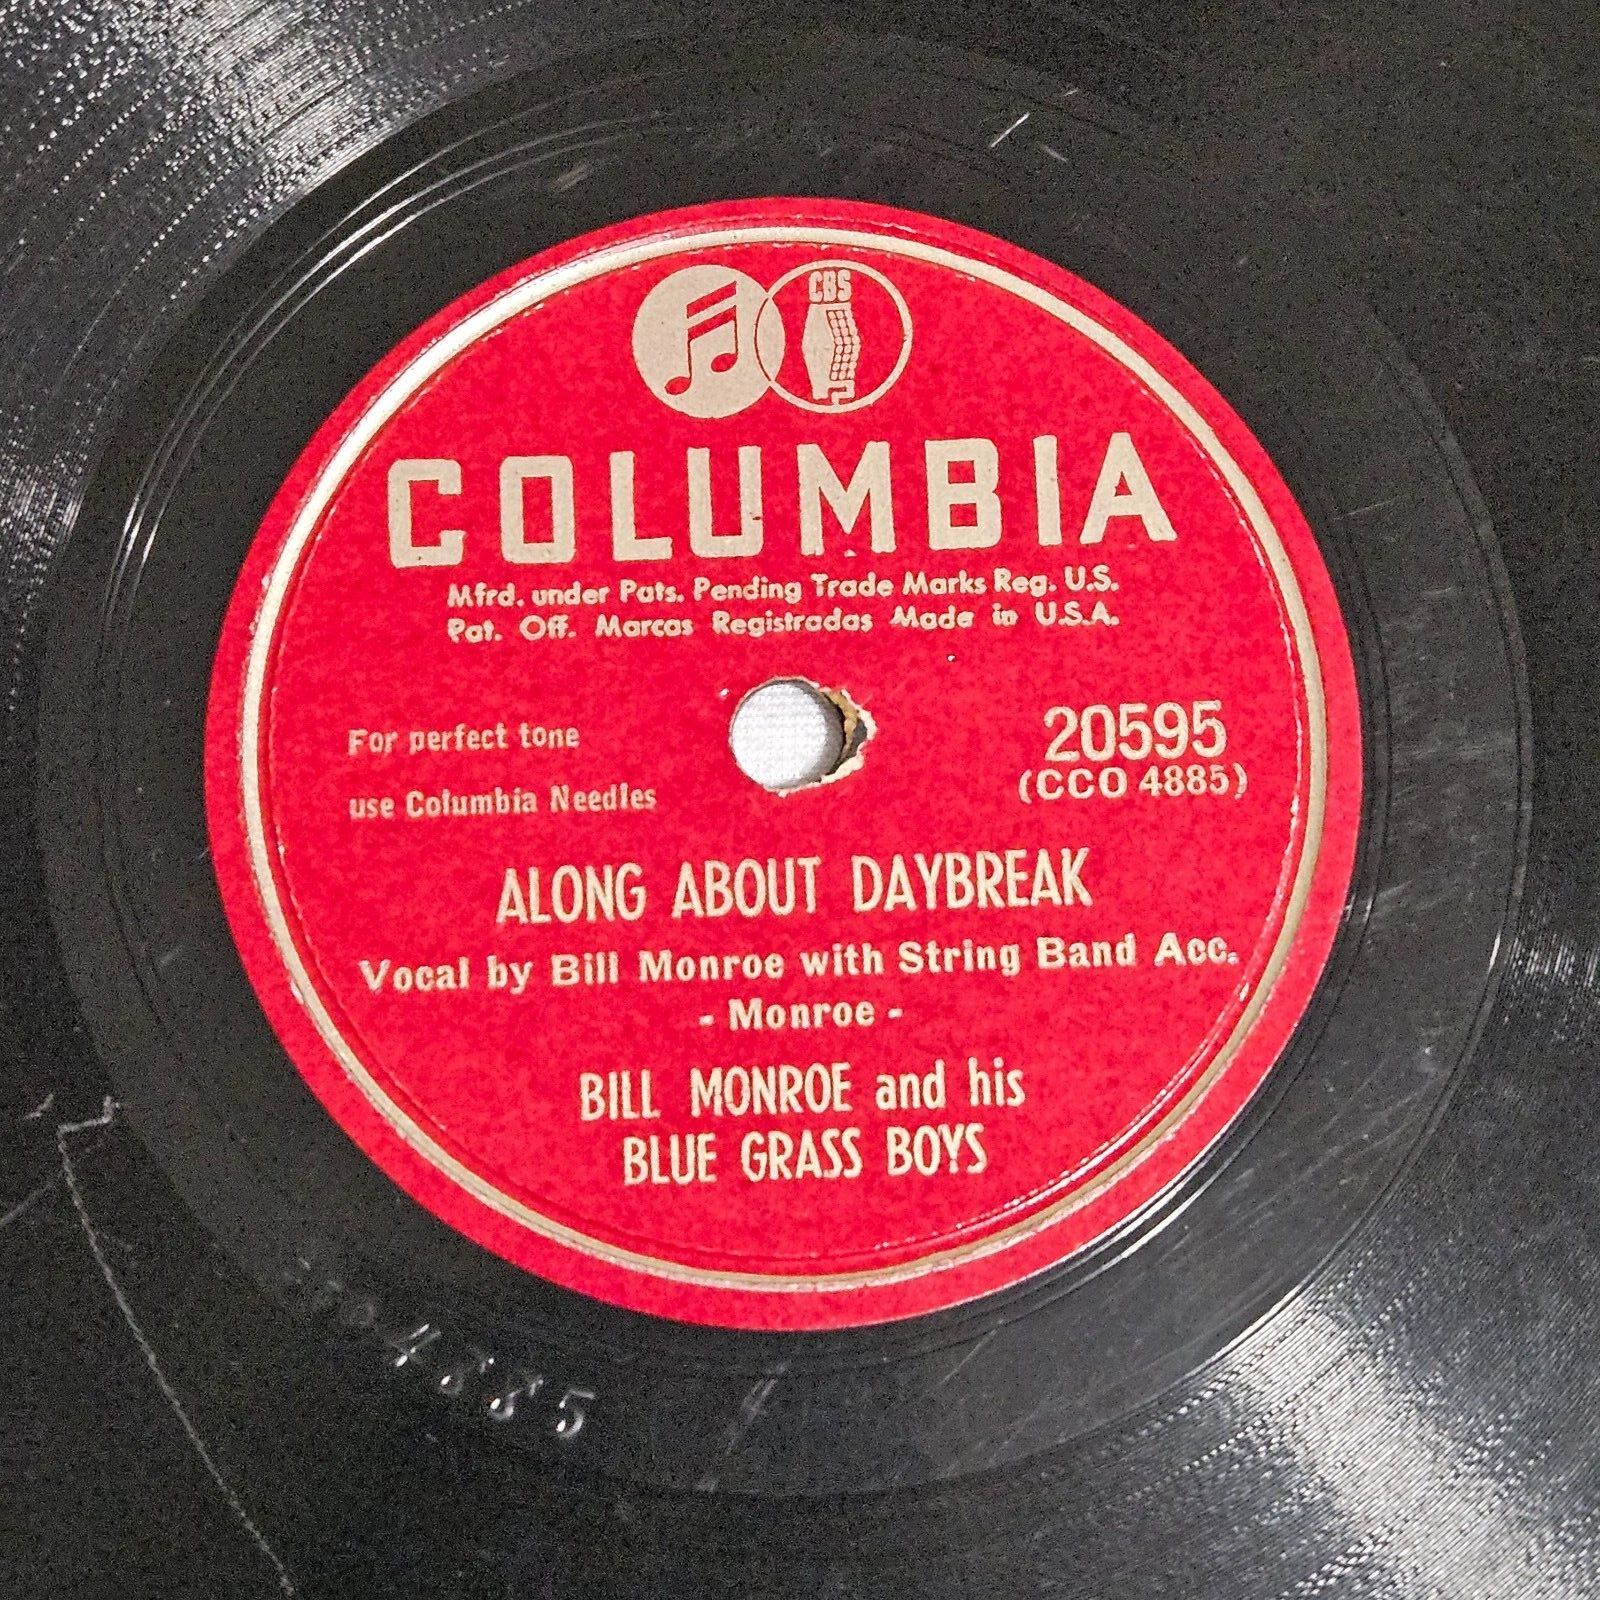 CBS
COLUMBIA
Mfrd. under Pats. Pending Trade Marks Reg. U.S.
Pat. Off. Marcas Registradas Made in U.S.A.
For perfect tone
use Columbia Needles
20595
(CCO 4885)
ALONG ABOUT DAYBREAK
Vocal by Bill Monroe with String Band Acc.
- Monroe -
BILL MONROE and his
BLUE GRASS BOYS
4885